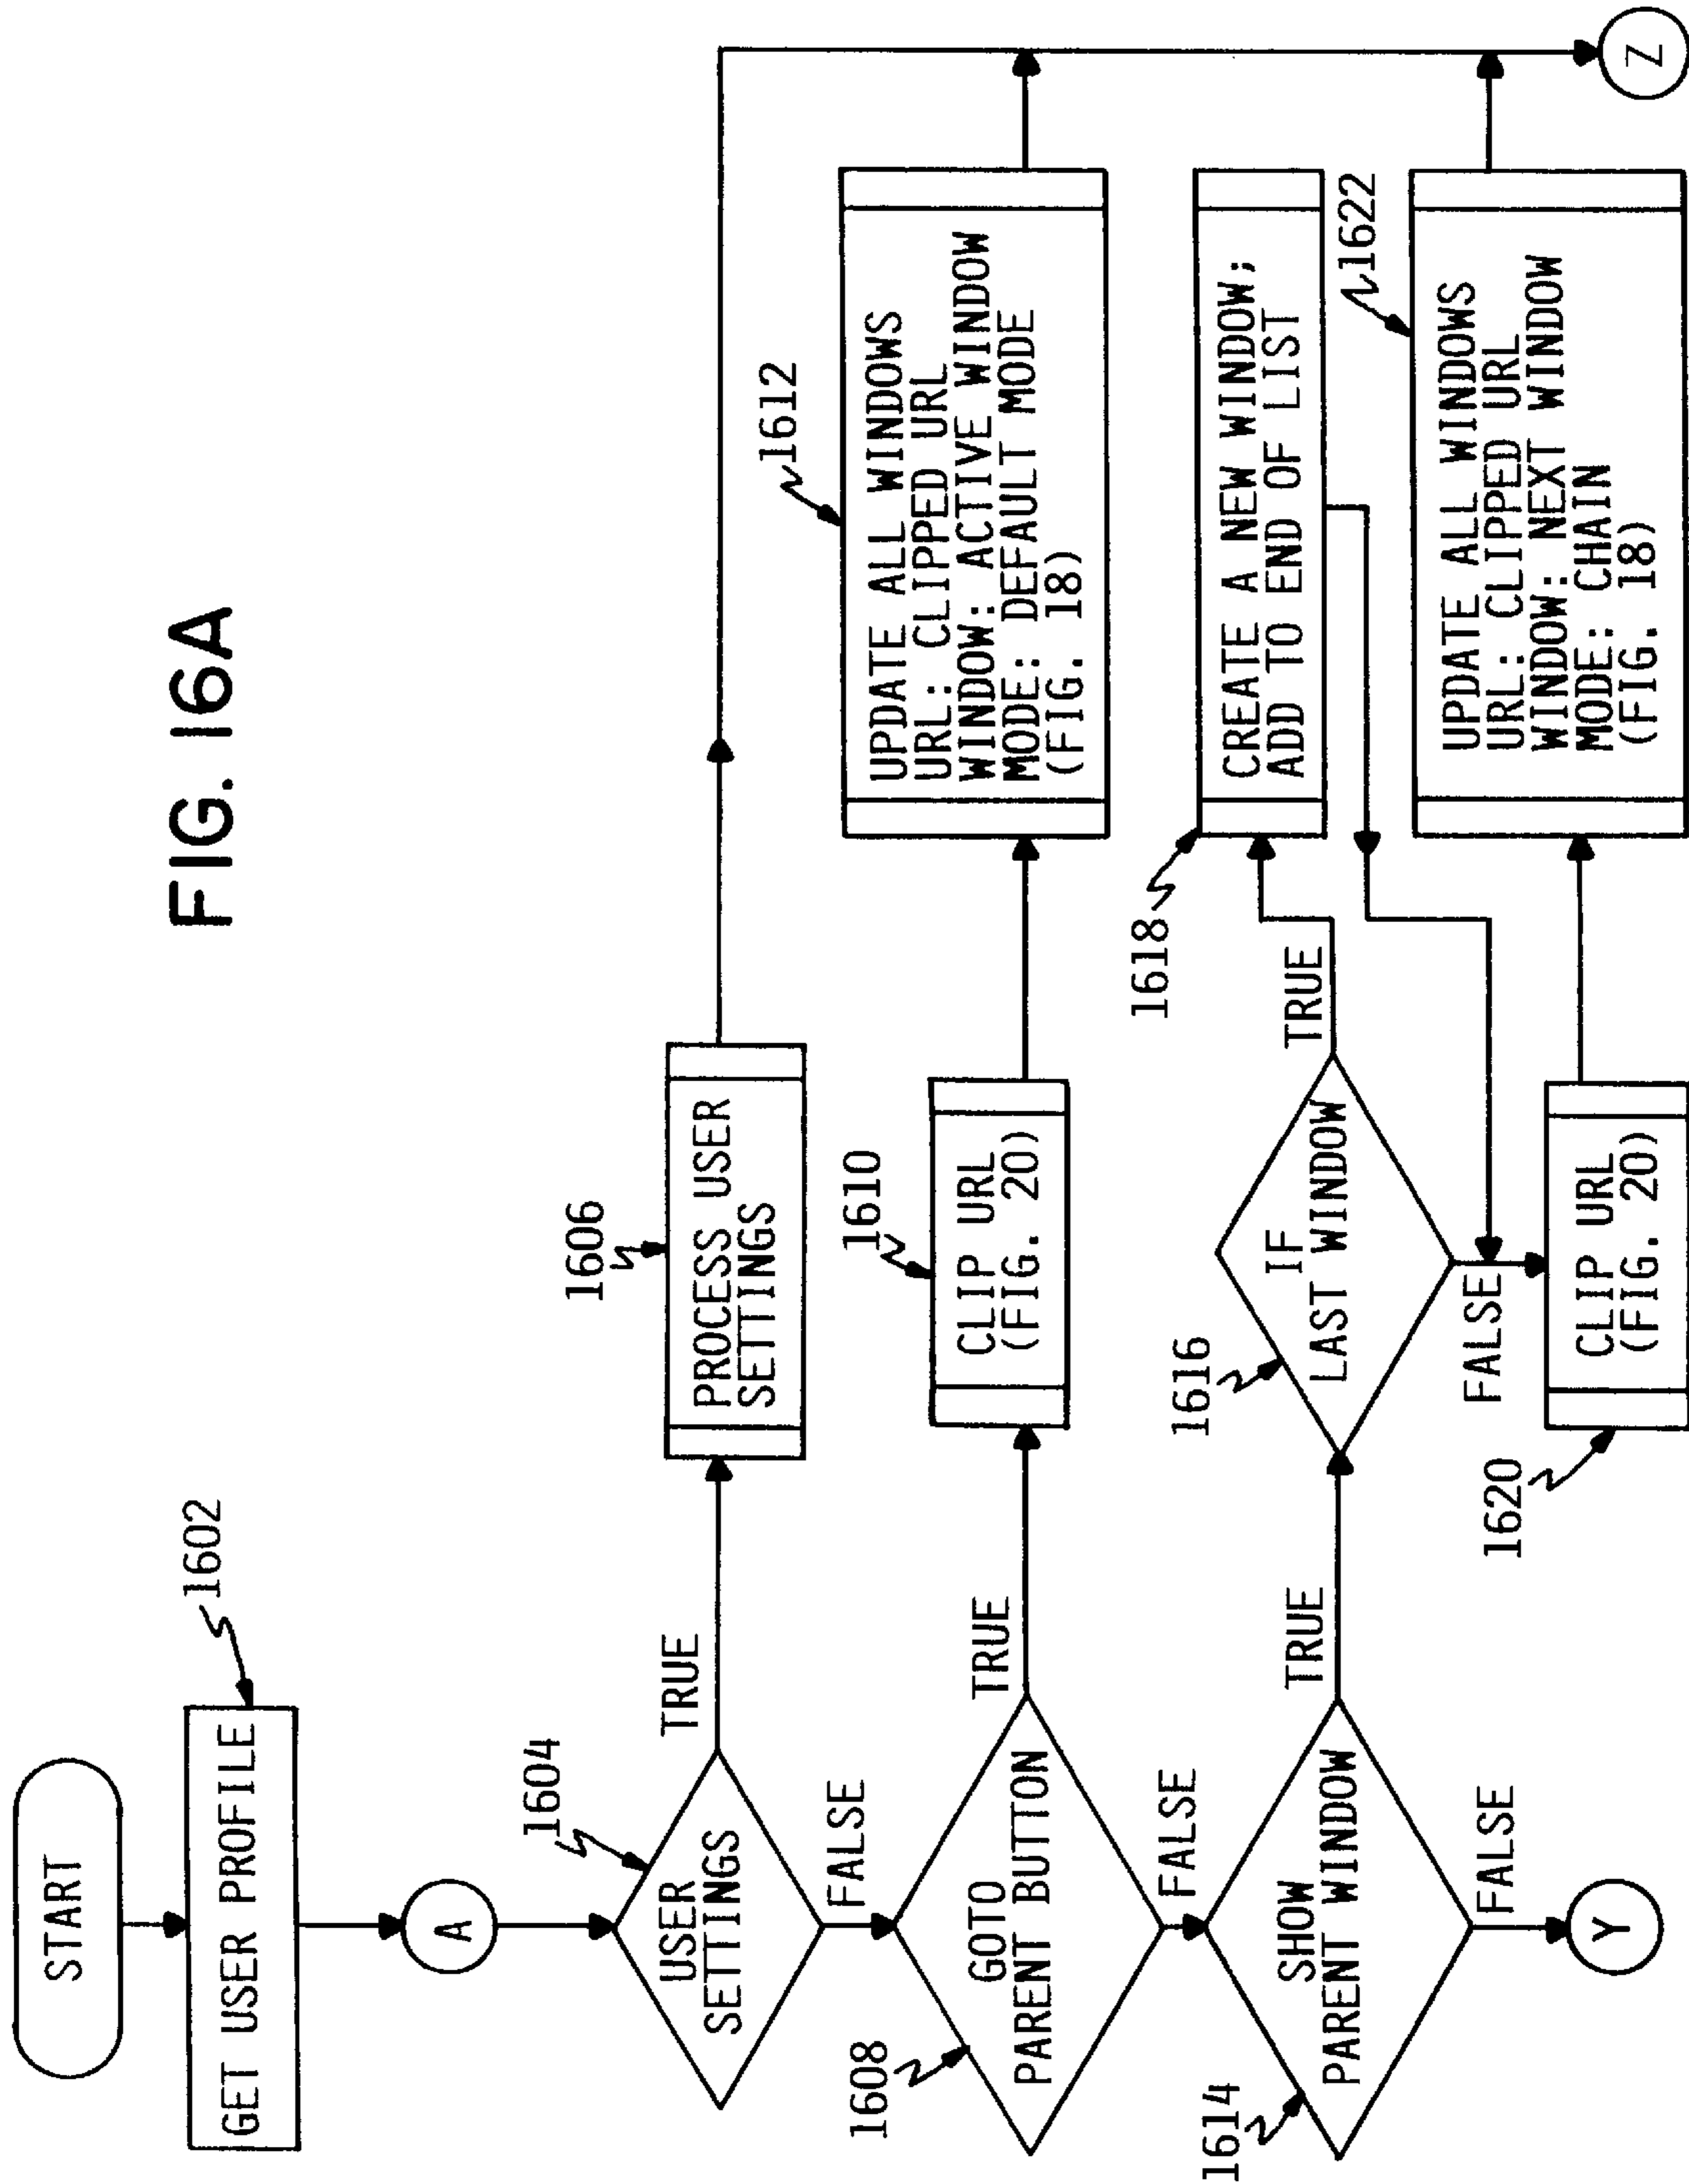 FIG. 16A
START
GET USER PROFILE
1602
A
USER
SETTINGS
1604
TRUE
PROCESS USER
SETTINGS
1606
FALSE
GOTO
PARENT BUTTON
1608
TRUE
CLIP URL
(FIG. 20)
1610
UPDATE ALL WINDOWS
URL: CLIPPED URL
WINDOW: ACTIVE WINDOW
MODE: DEFAULT MODE
(FIG. 18)
1612
FALSE
SHOW
PARENT WINDOW
1614
TRUE
IF
LAST WINDOW
1616
TRUE
CREATE A NEW WINDOW;
ADD TO END OF LIST
1618
FALSE
CLIP URL
(FIG. 20)
1620
UPDATE ALL WINDOWS
URL: CLIPPED URL
WINDOW: NEXT WINDOW
MODE: CHAIN
(FIG. 18)
1622
FALSE
Y
Z